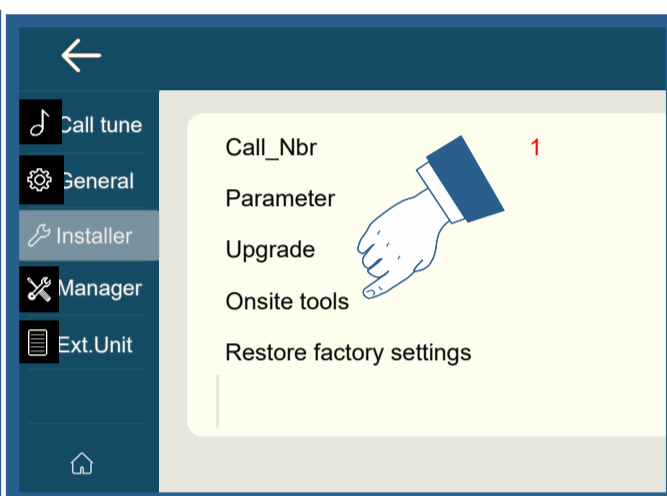 Call tune
General
Installer
Manager
Ext.Unit
Call_Nbr 1
Parameter
Upgrade
Onsite tools
Restore factory settings